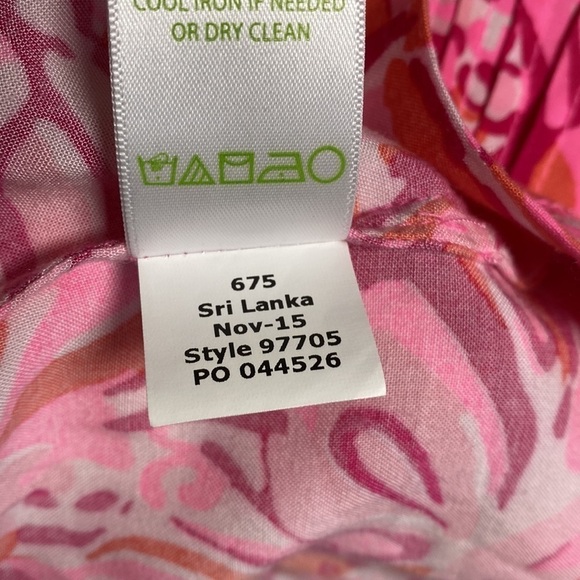 COOL IRON IF NEEDED
OR DRY CLEAN
675
Sri Lanka
Nov-15
Style 97705
PO 044526